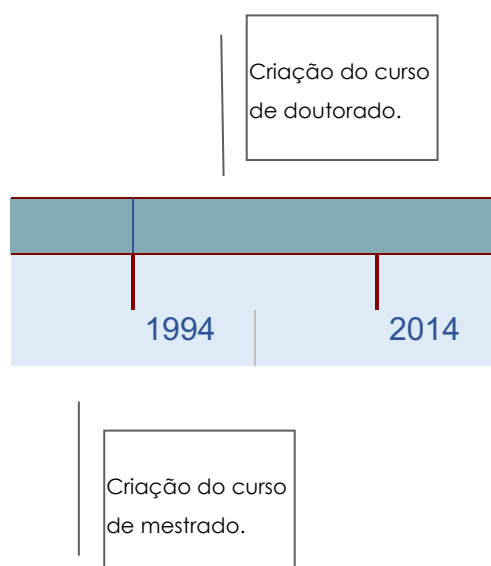 Criação do curso
de doutorado.
1994
2014
Criação do curso
de mestrado.